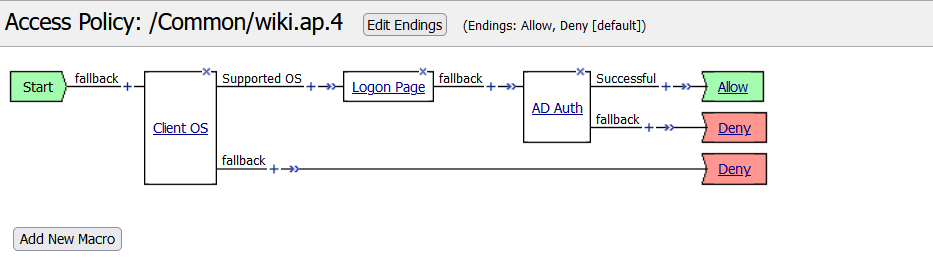 Access Policy: /Common/wiki.ap.4 Edit Endings (Endings: Allow, Deny [default])
Start fallback + Client OS Supported OS + Logon Page fallback + AD Auth Successful + Allow
fallback + Deny
fallback + Deny
Add New Macro